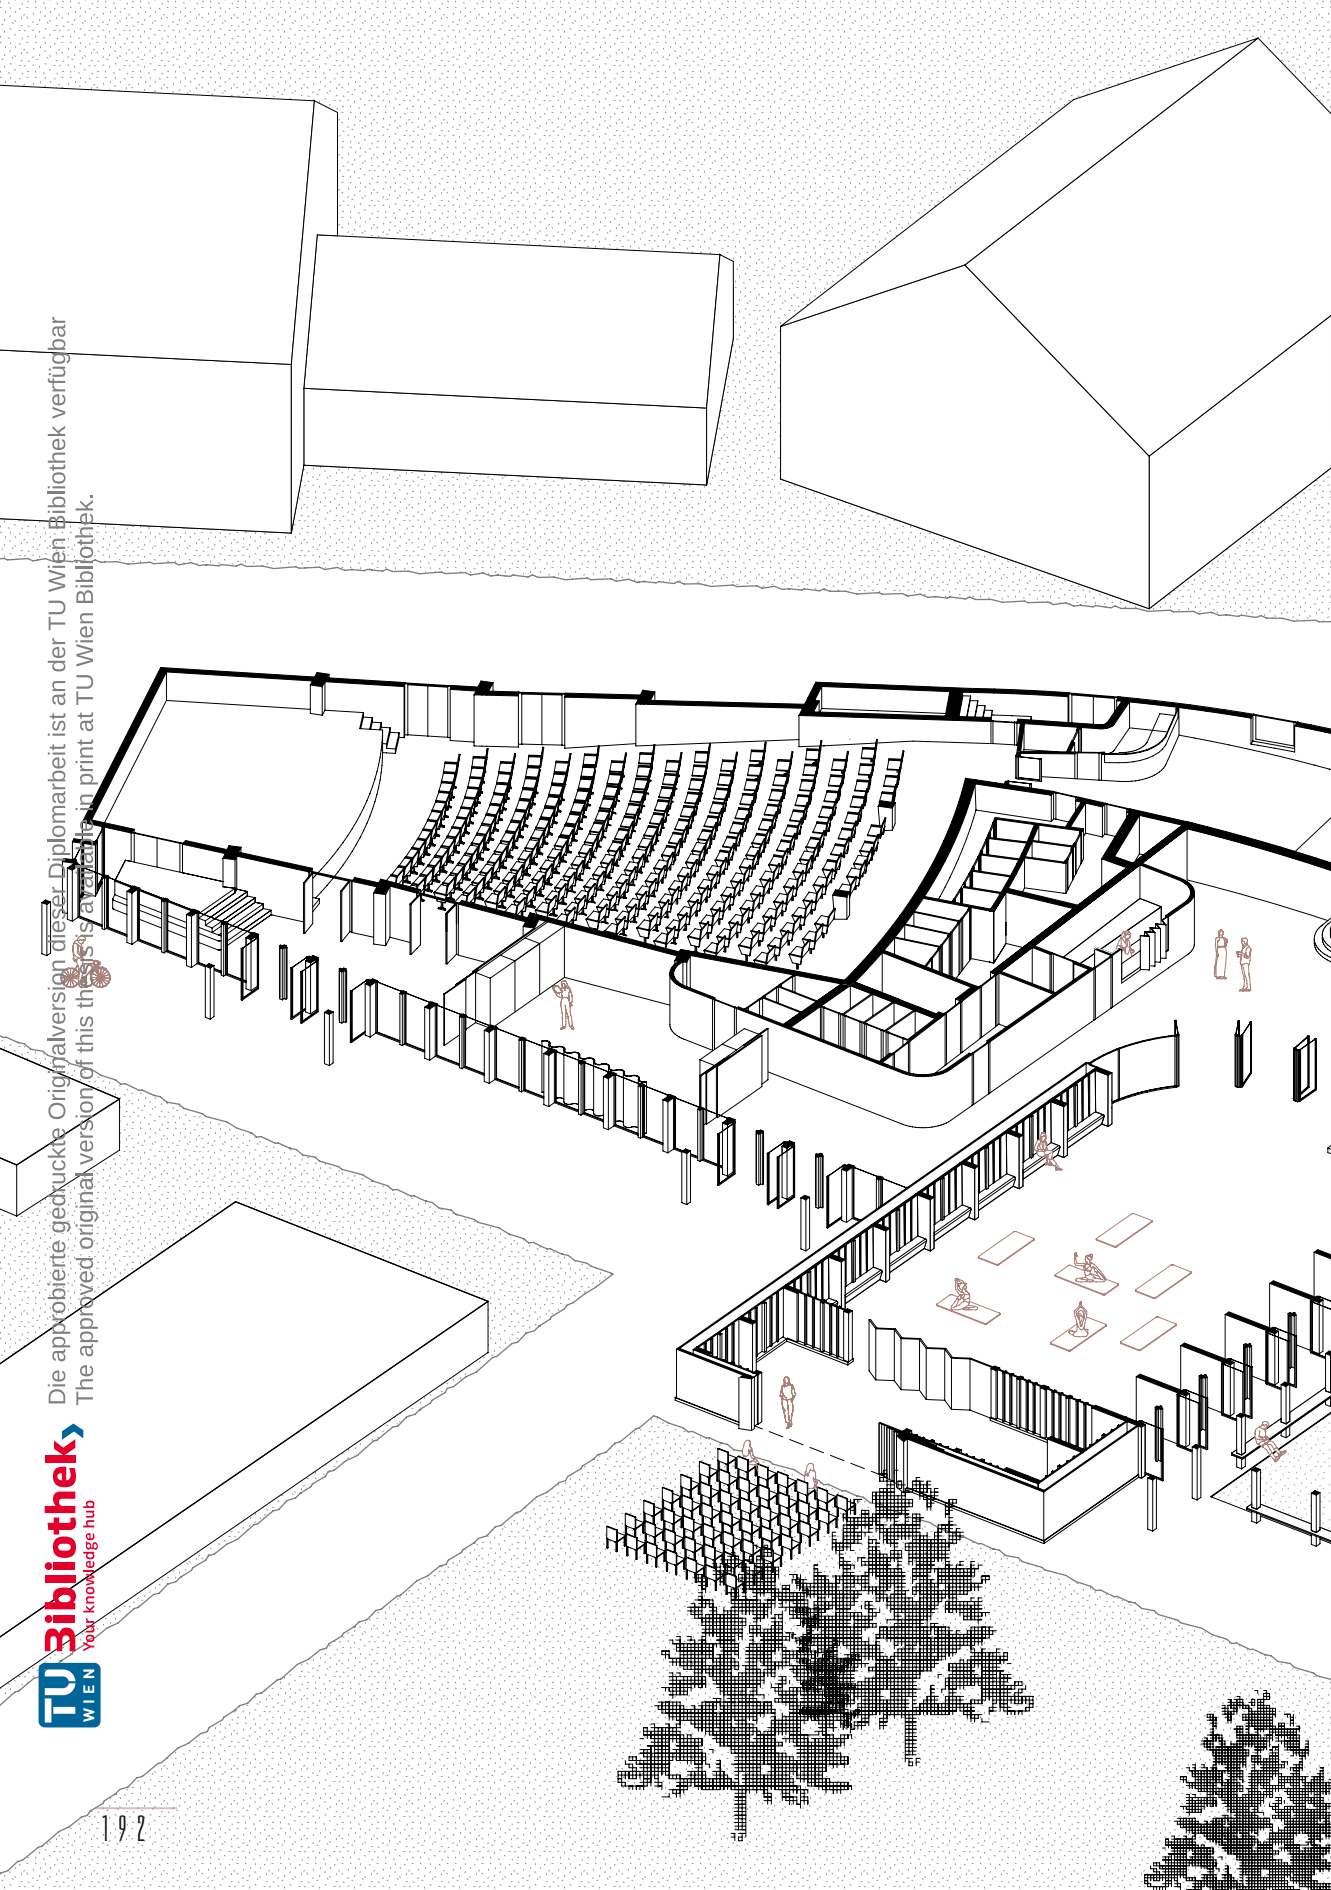 Die approbierte gedruckte Originalversion dieser Diplomarbeit ist an der TU Wien Bibliothek verfügbar
The approved original version of this thesis is available in print at TU Wien Bibliothek.
TU Bibliothek
WIEN Your knowledge hub
192